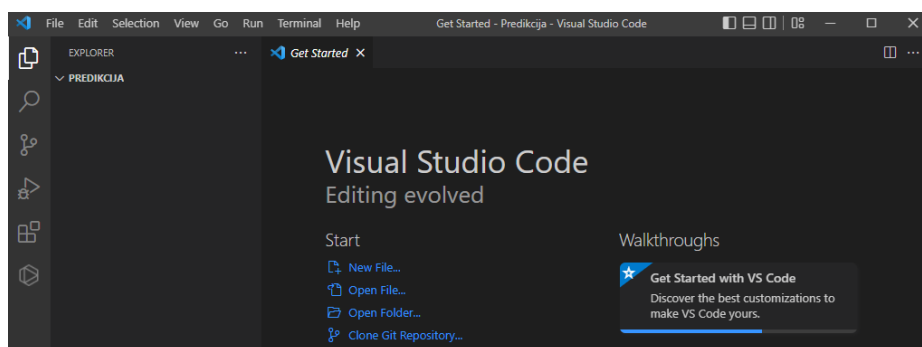 File Edit Selection View Go Run Terminal Help Get Started - Predikcija - Visual Studio Code
EXPLORER
Get Started
PREDIKCIJA
Visual Studio Code
Editing evolved
Start
Walkthroughs
New File...
Get Started with VS Code
Open File...
Discover the best customizations to
Open Folder...
make VS Code yours.
Clone Git Repository...